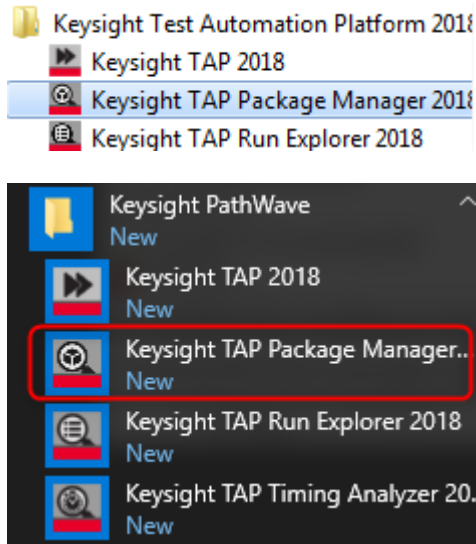 Keysight Test Automation Platform 2018
Keysight TAP 2018
Keysight TAP Package Manager 2018
Keysight TAP Run Explorer 2018
Keysight PathWave
New
Keysight TAP 2018
New
Keysight TAP Package Manager...
New
Keysight TAP Run Explorer 2018
New
Keysight TAP Timing Analyzer 20..
New